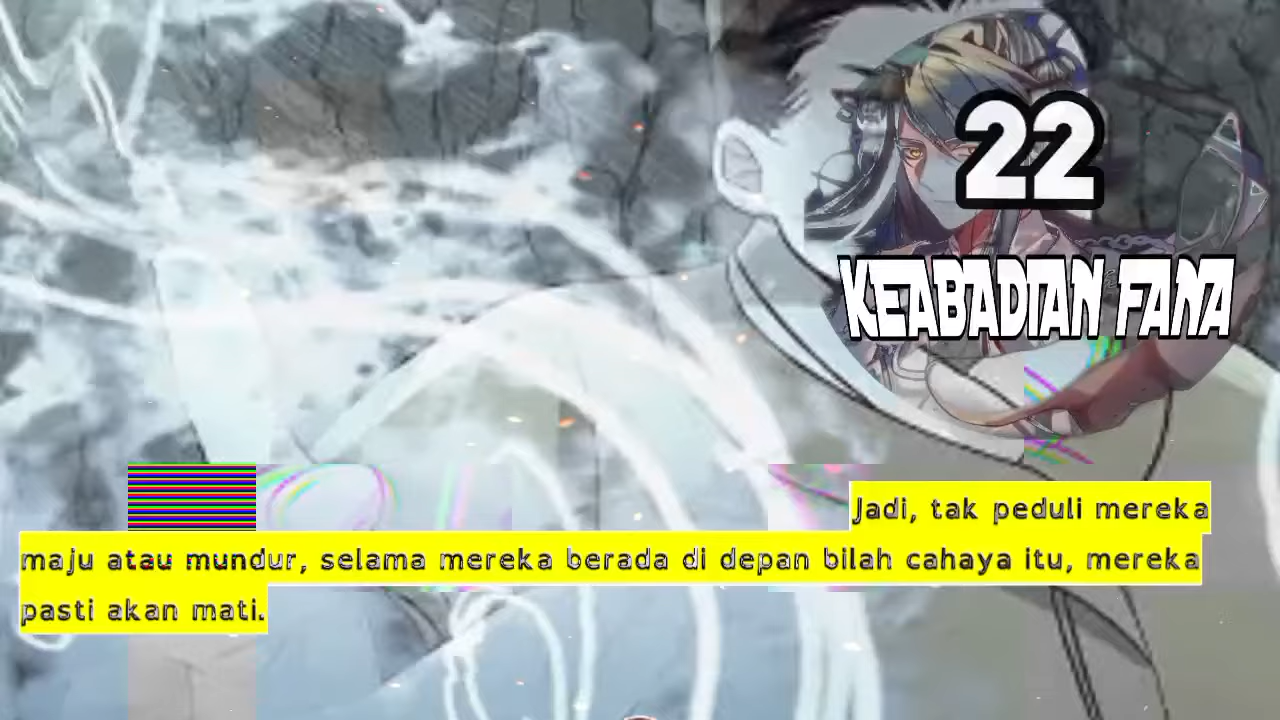 22
KEABADIAN FANA
Jadi, tak peduli mereka
maju atau mundur, selama mereka berada di depan bilah cahaya itu, mereka
pasti akan mati.